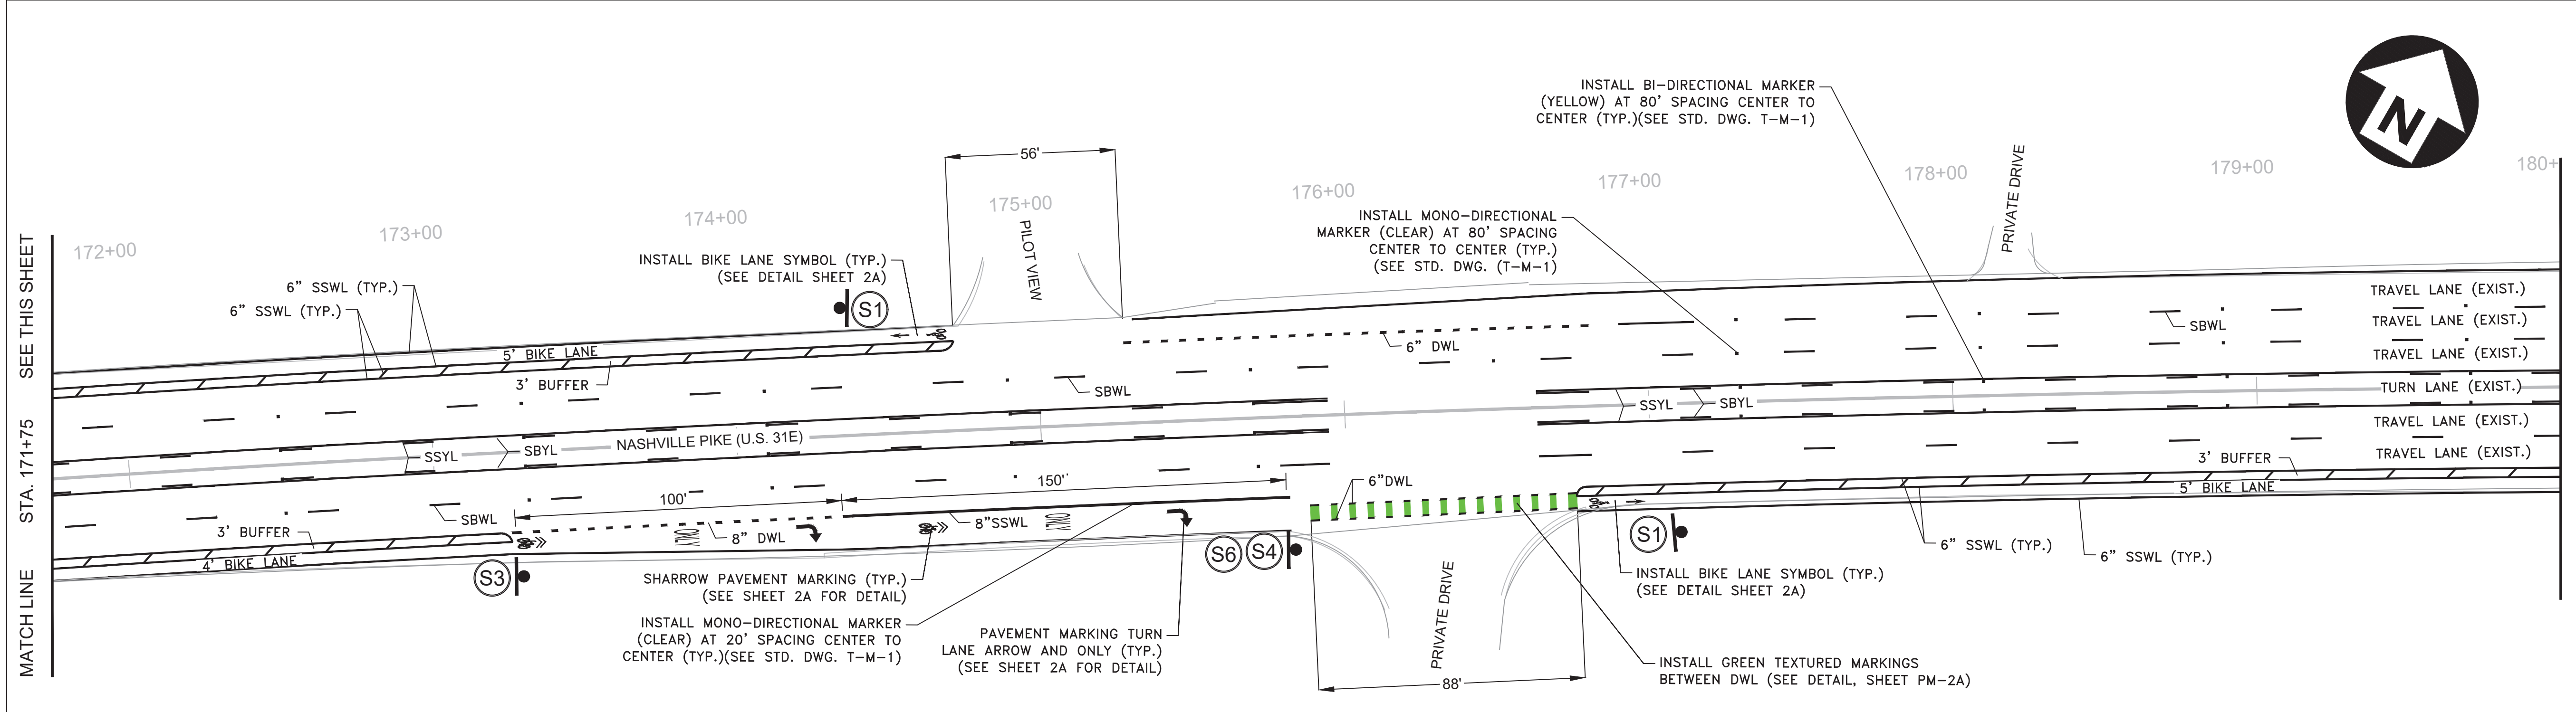 INSTALL BI-DIRECTIONAL MARKER
(YELLOW) AT 80' SPACING CENTER TO
CENTER (TYP.)(SEE STD. DWG. T-M-1)
N
56'
172+00
173+00
174+00
175+00
176+00
177+00
178+00
179+00
180+
PILOT VIEW
PRIVATE DRIVE
INSTALL MONO-DIRECTIONAL
MARKER (CLEAR) AT 80' SPACING
CENTER TO CENTER (TYP.)
(SEE STD. DWG. (T-M-1)
INSTALL BIKE LANE SYMBOL (TYP.)
(SEE DETAIL SHEET 2A)
6" SSWL (TYP.)
6" SSWL (TYP.)
S1
5' BIKE LANE
3' BUFFER
SBWL
6" DWL
SBWL
TRAVEL LANE (EXIST.)
TRAVEL LANE (EXIST.)
TRAVEL LANE (EXIST.)
TURN LANE (EXIST.)
TRAVEL LANE (EXIST.)
TRAVEL LANE (EXIST.)
SSYL
SBYL
NASHVILLE PIKE (U.S. 31E)
SSYL
SBYL
MATCH LINE STA. 171+75 SEE THIS SHEET
SBWL
100'
150'
3' BUFFER
4' BIKE LANE
8" DWL
8"SSWL
ONLY
ONLY
6"DWL
3' BUFFER
5' BIKE LANE
S3
S6
S4
S1
SHARROW PAVEMENT MARKING (TYP.)
(SEE SHEET 2A FOR DETAIL)
INSTALL MONO-DIRECTIONAL MARKER
(CLEAR) AT 20' SPACING CENTER TO
CENTER (TYP.)(SEE STD. DWG. T-M-1)
PAVEMENT MARKING TURN
LANE ARROW AND ONLY (TYP.)
(SEE SHEET 2A FOR DETAIL)
PRIVATE DRIVE
88'
6" SSWL (TYP.)
6" SSWL (TYP.)
INSTALL BIKE LANE SYMBOL (TYP.)
(SEE DETAIL SHEET 2A)
INSTALL GREEN TEXTURED MARKINGS
BETWEEN DWL (SEE DETAIL, SHEET PM-2A)